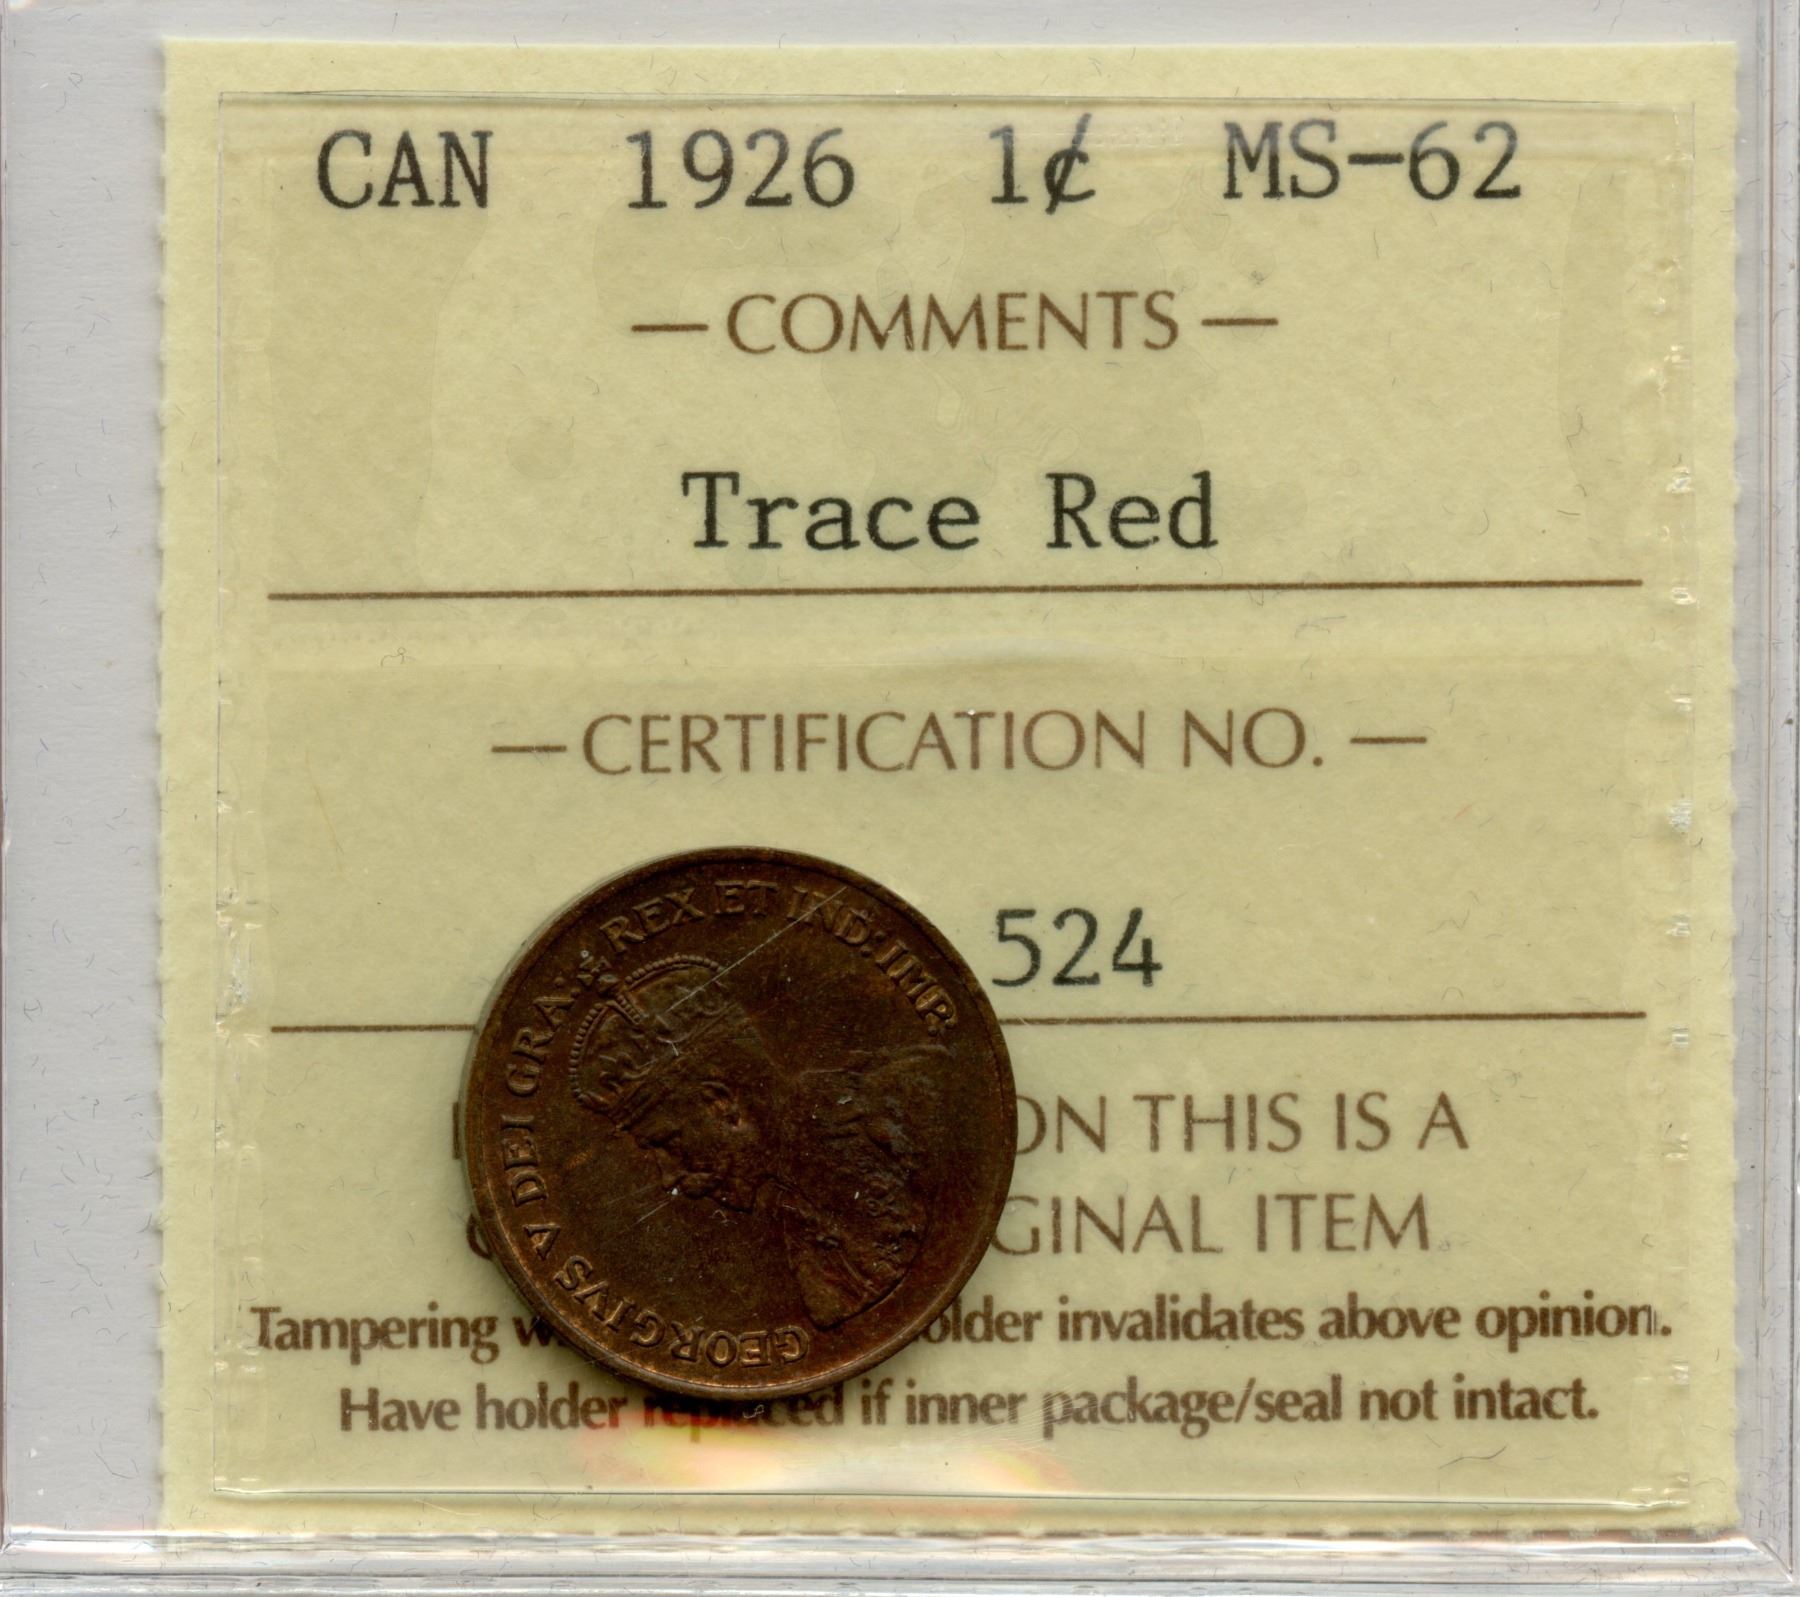 CAN 1926 1¢ MS-62
— COMMENTS —
Trace Red
— CERTIFICATION NO. —
524
ON THIS IS A
GINAL ITEM
Tampering w older invalidates above opinion.
Have holder replaced if inner package/seal not intact.
GEORGIVS V DEI GRA: REX ET IND: IMP: